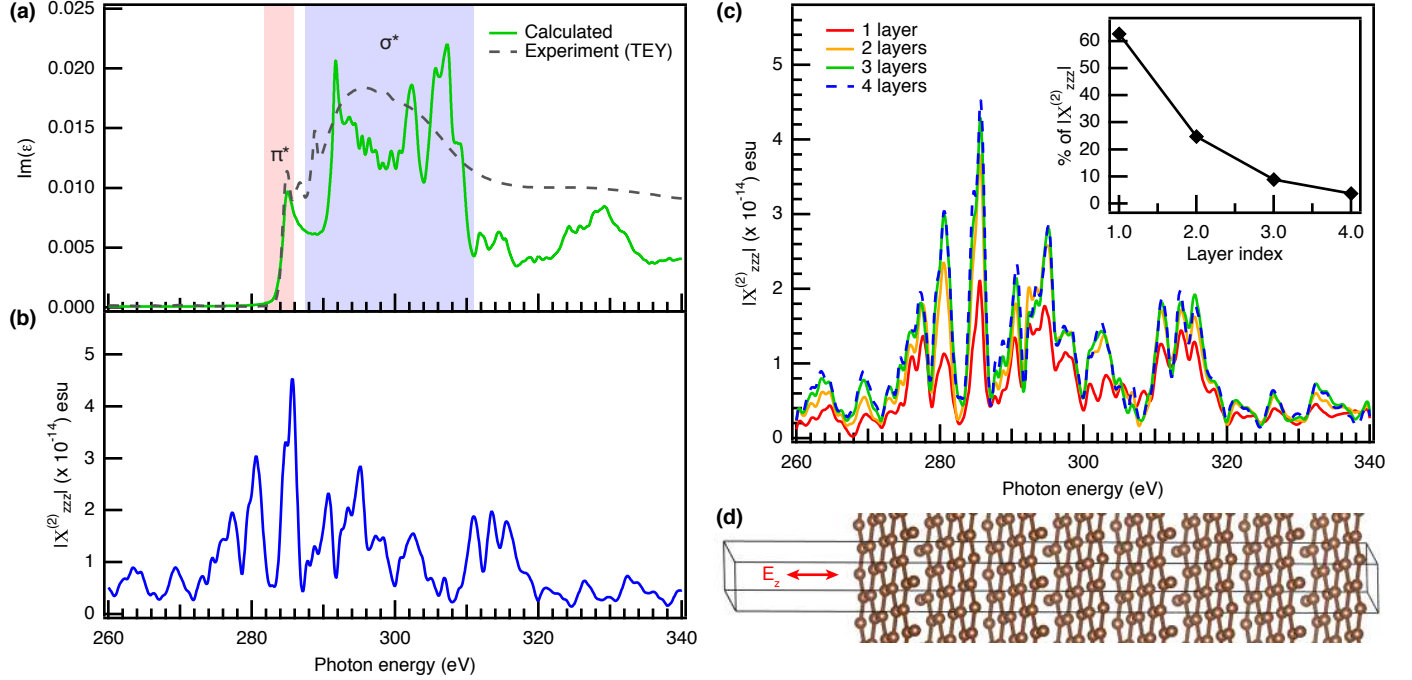 (a)
0.025
0.020
0.015
0.010
0.005
0.000
Im(ε)
π*
σ*
Calculated
Experiment (TEY)
(b)
5
4
3
2
1
0
|X⁽²⁾zzz| (x 10⁻¹⁴) esu
260 280 300 320 340
Photon energy (eV)
(c)
1 layer
2 layers
3 layers
4 layers
5
4
3
2
1
0
|X⁽²⁾zzz| (x 10⁻¹⁴) esu
260 280 300 320 340
Photon energy (eV)
60
50
40
30
20
10
0
% of |X⁽²⁾zzz|
1.0 2.0 3.0 4.0
Layer index
(d)
E_z